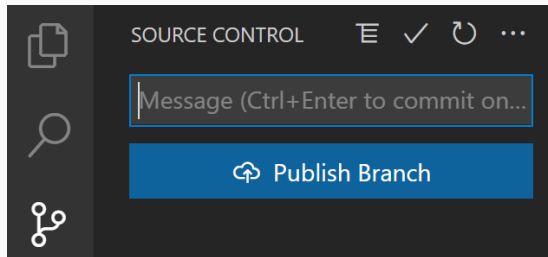 SOURCE CONTROL
Message (Ctrl+Enter to commit on...
Publish Branch